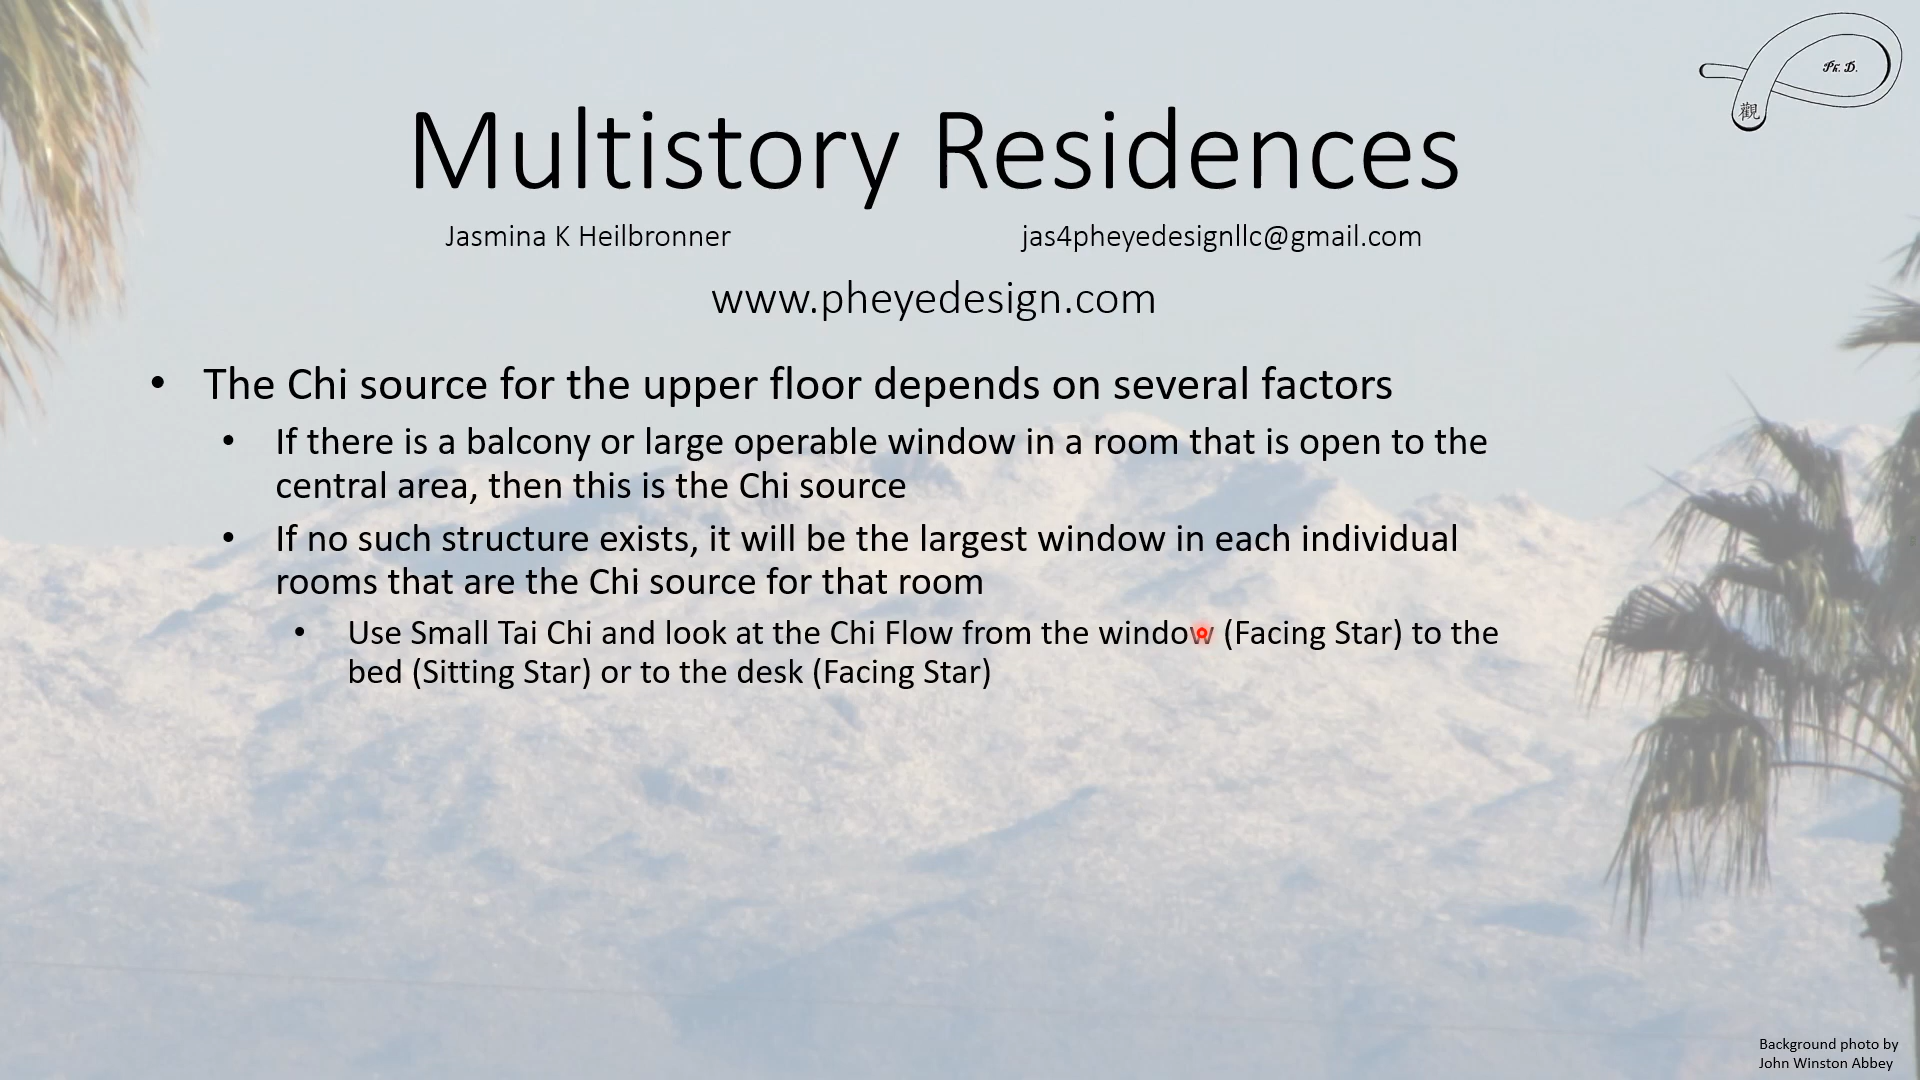 Ph. D.
觀
Multistory Residences
Jasmina K Heilbronner jas4pheyedesignllc@gmail.com
www.pheyedesign.com
• The Chi source for the upper floor depends on several factors
• If there is a balcony or large operable window in a room that is open to the
central area, then this is the Chi source
• If no such structure exists, it will be the largest window in each individual
rooms that are the Chi source for that room
• Use Small Tai Chi and look at the Chi Flow from the window (Facing Star) to the
bed (Sitting Star) or to the desk (Facing Star)
Background photo by
John Winston Abbey